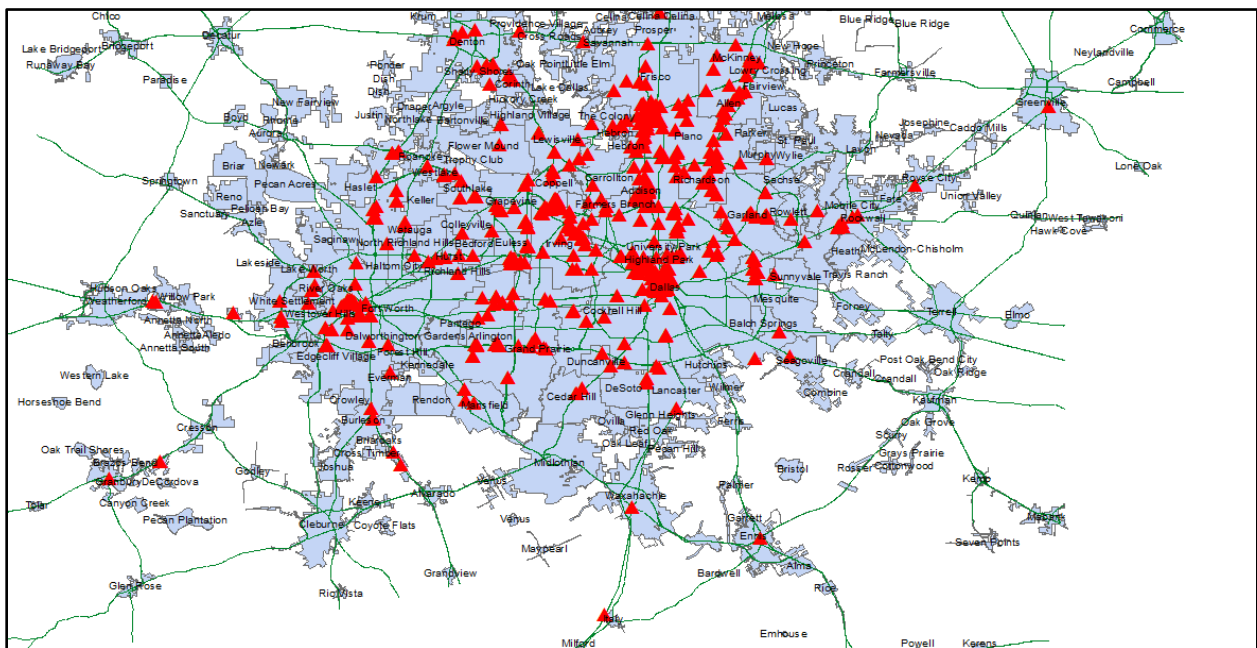 Chico
Krum
Providence Village
Celina
Celina
Celina
Melissa
Blue Ridge
Blue Ridge
Commerce
Decatur
Cross Roads
Aubrey
Prosper
Lake Bridgeport
Bridgeport
Denton
Savannah
New Hope
Neylandville
Runaway Bay
Ponder
Shady Shores
Oak Point
Little Elm
McKinney
Princeton
Farmersville
Paradise
Dish
Dish
Corinth
Lake Dallas
Frisco
Lowry Crossing
Fairview
Campbell
New Fairview
Draper
Argyle
Hickory Creek
Allen
Lucas
Greenville
Boyd
Rhome
Justin
Northlake
Bartonville
Highland Village
The Colony
Josephine
Aurora
Lewisville
Hebron
Hebron
Plano
Parker
St. Paul
Nevada
Caddo Mills
Flower Mound
Murphy
Wylie
Lavon
Briar
Newark
Roanoke
Trophy Club
Westlake
Lone Oak
Springtown
Pecan Acres
Haslet
Southlake
Coppell
Carrollton
Richardson
Sachse
Royse City
Reno
Keller
Grapevine
Addison
Fate
Union Valley
Sanctuary
Pelican Bay
Azle
Farmers Branch
Garland
Rowlett
Mobile City
Rockwall
Quinlan
West Tawakoni
Hawk Cove
Saginaw
Watauga
Colleyville
North Richland Hills
Bedford
Euless
Irving
University Park
Heath
McLendon-Chisholm
Lakeside
Lake Worth
Haltom City
Hurst
Richland Hills
Highland Park
Sunnyvale
Travis Ranch
Hudson Oaks
Weatherford
Willow Park
River Oaks
White Settlement
Dallas
Mesquite
Forney
Terrell
Elmo
Annetta North
Westover Hills
Fort Worth
Pantego
Cockrell Hill
Balch Springs
Annetta
Aledo
Dalworthington Gardens
Arlington
Talty
Annetta South
Benbrook
Edgecliff Village
Forest Hill
Grand Prairie
Kennedale
Duncanville
Hutchins
Seagoville
Post Oak Bend City
Western Lake
Everman
Crandall
Crandall
Oak Ridge
Horseshoe Bend
Crowley
Rendon
Mansfield
Cedar Hill
DeSoto
Lancaster
Wilmer
Combine
Kaufman
Cresson
Burleson
Ovilla
Glenn Heights
Ferris
Oak Grove
Oak Trail Shores
Briaroaks
Red Oak
Scurry
Brazos Bend
Cross Timber
Oak Leaf
Pecan Hill
Grays Prairie
Granbury
DeCordova
Godley
Joshua
Midlothian
Bristol
Rosser
Cottonwood
Tolar
Canyon Creek
Keene
Alvarado
Venus
Palmer
Kemp
Pecan Plantation
Cleburne
Coyote Flats
Venus
Waxahachie
Garrett
Mabank
Maypearl
Ennis
Seven Points
Glen Rose
Grandview
Bardwell
Alma
Rio Vista
Rice
Italy
Emhouse
Milford
Powell
Kerens